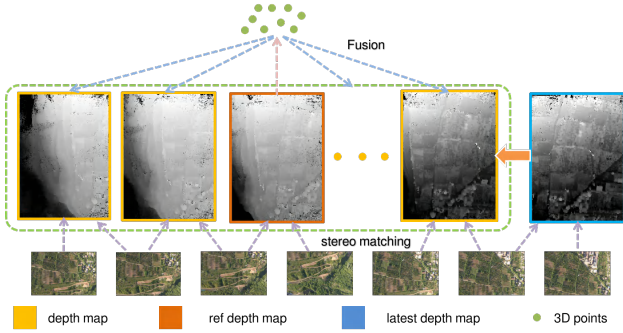 Fusion
stereo matching
depth map
ref depth map
latest depth map
3D points